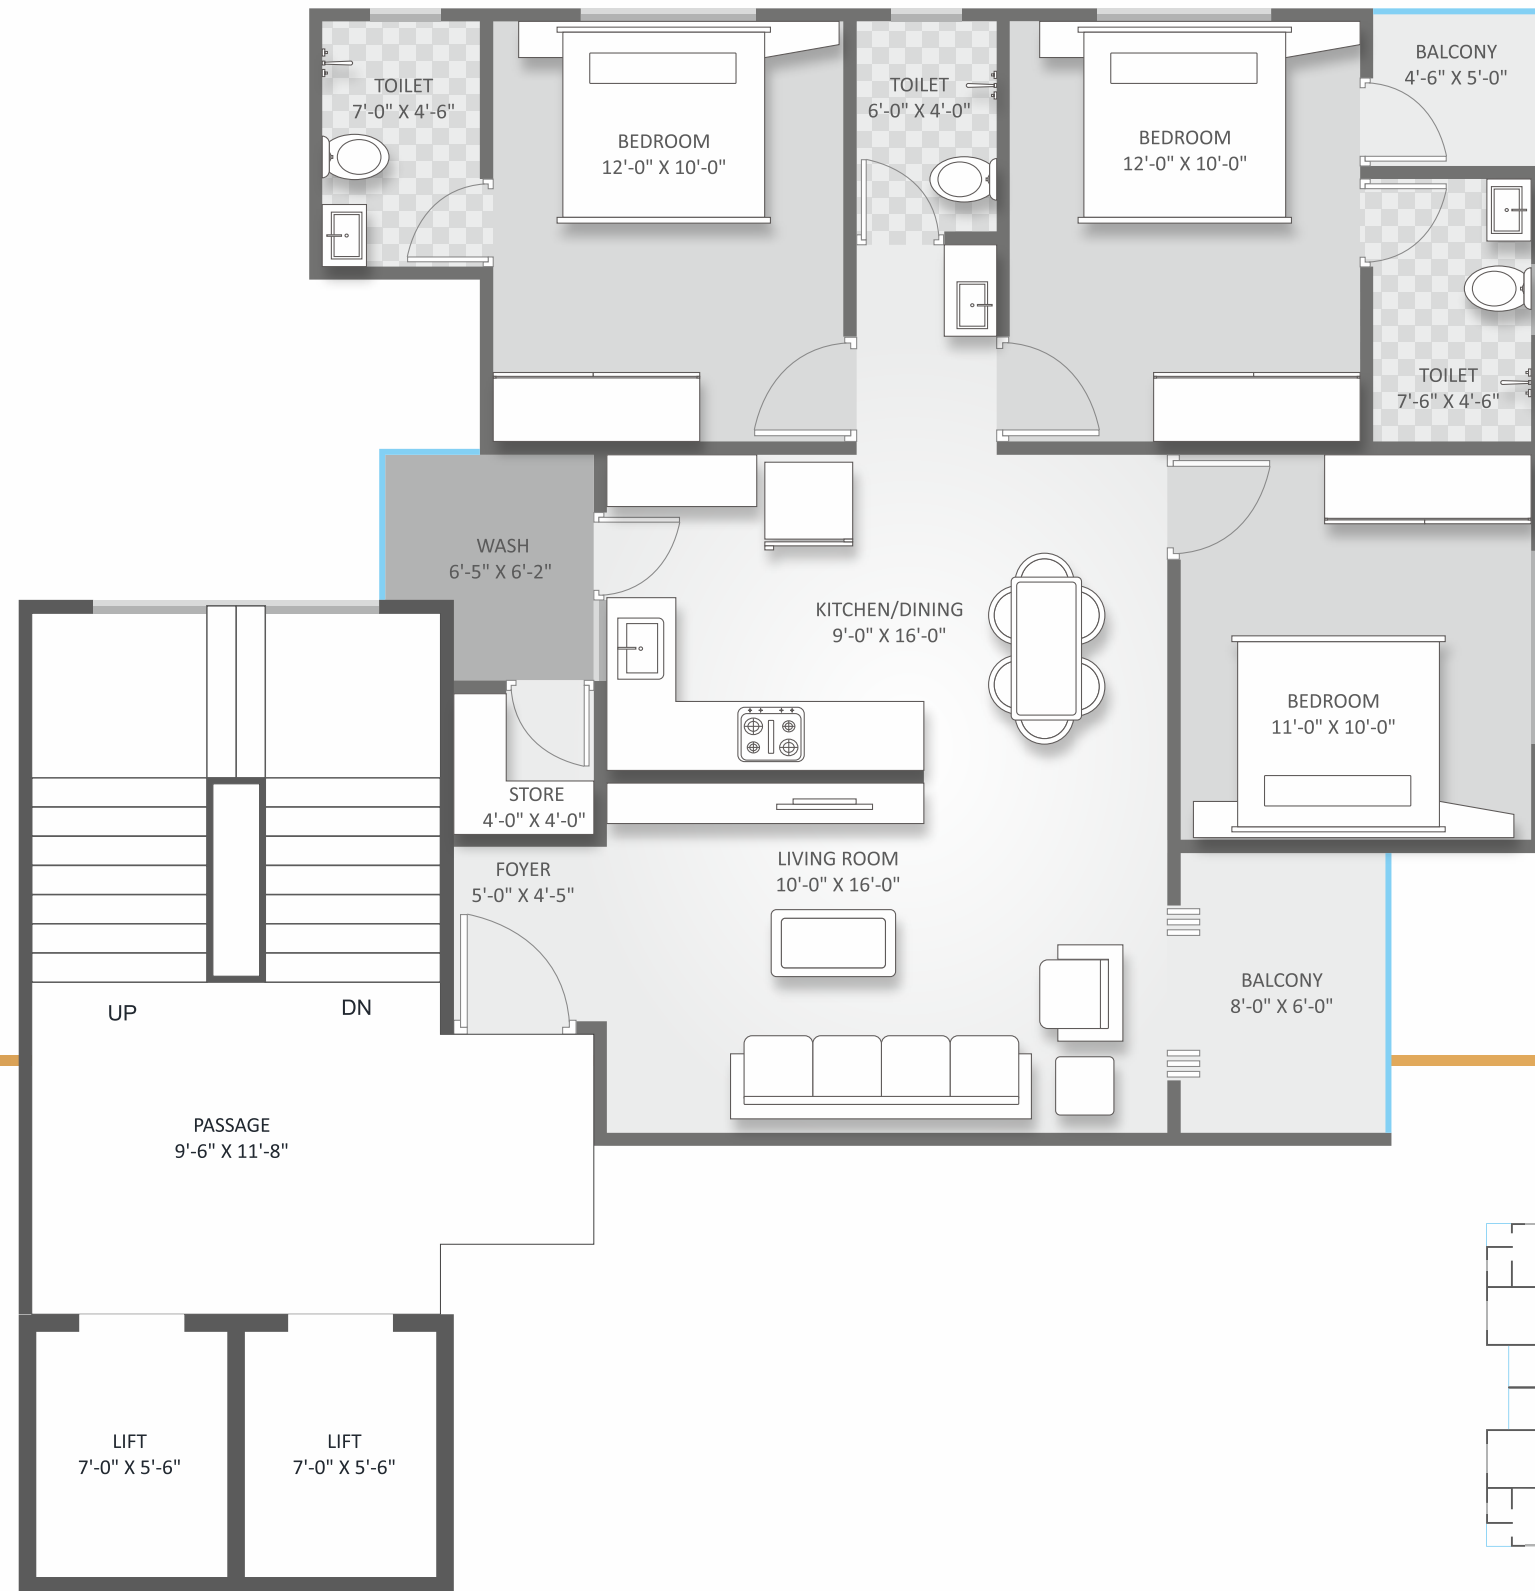 TOILET
7'-0" X 4'-6"
BEDROOM
12'-0" X 10'-0"
TOILET
6'-0" X 4'-0"
BEDROOM
12'-0" X 10'-0"
BALCONY
4'-6" X 5'-0"
TOILET
7'-6" X 4'-6"
WASH
6'-5" X 6'-2"
KITCHEN/DINING
9'-0" X 16'-0"
BEDROOM
11'-0" X 10'-0"
STORE
4'-0" X 4'-0"
FOYER
5'-0" X 4'-5"
LIVING ROOM
10'-0" X 16'-0"
BALCONY
8'-0" X 6'-0"
UP
DN
PASSAGE
9'-6" X 11'-8"
LIFT
7'-0" X 5'-6"
LIFT
7'-0" X 5'-6"